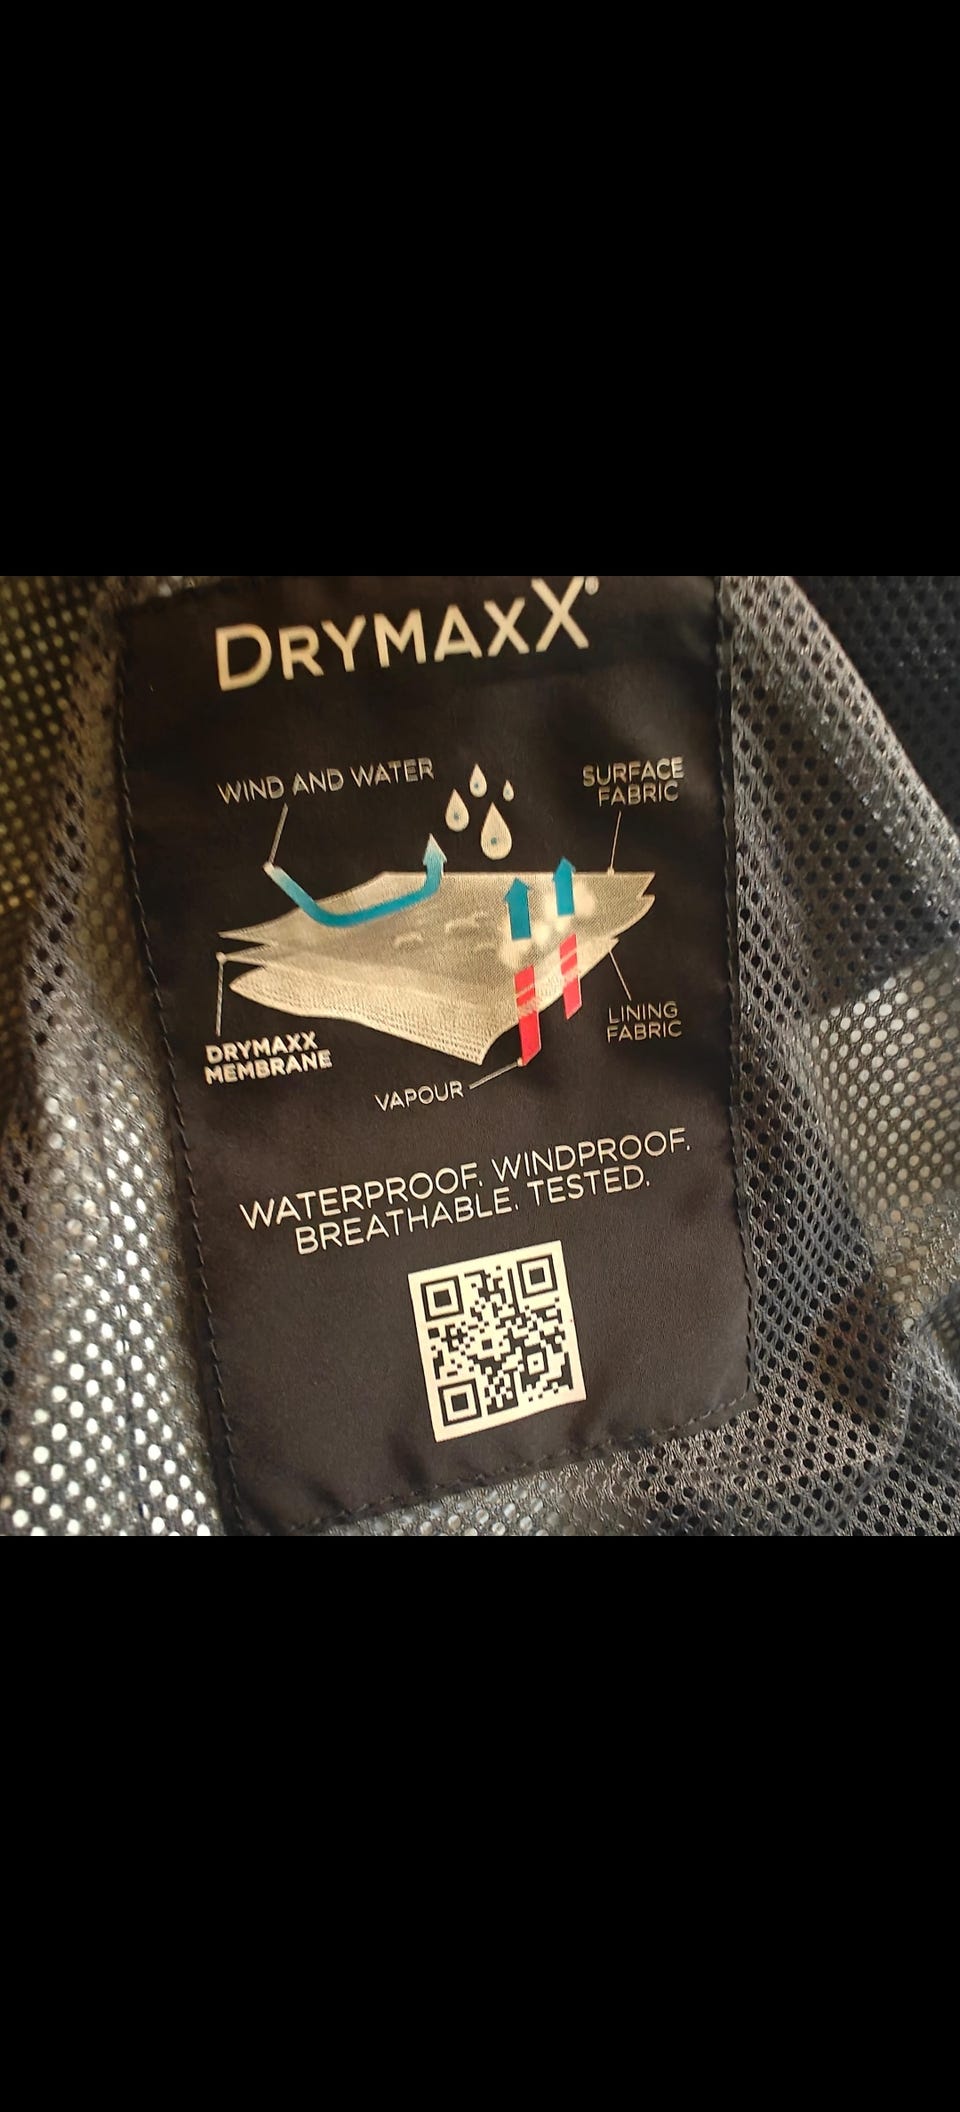 DRYMAXX®
WIND AND WATER
SURFACE
FABRIC
DRYMAXX
MEMBRANE
LINING
FABRIC
VAPOUR
WATERPROOF. WINDPROOF.
BREATHABLE. TESTED.